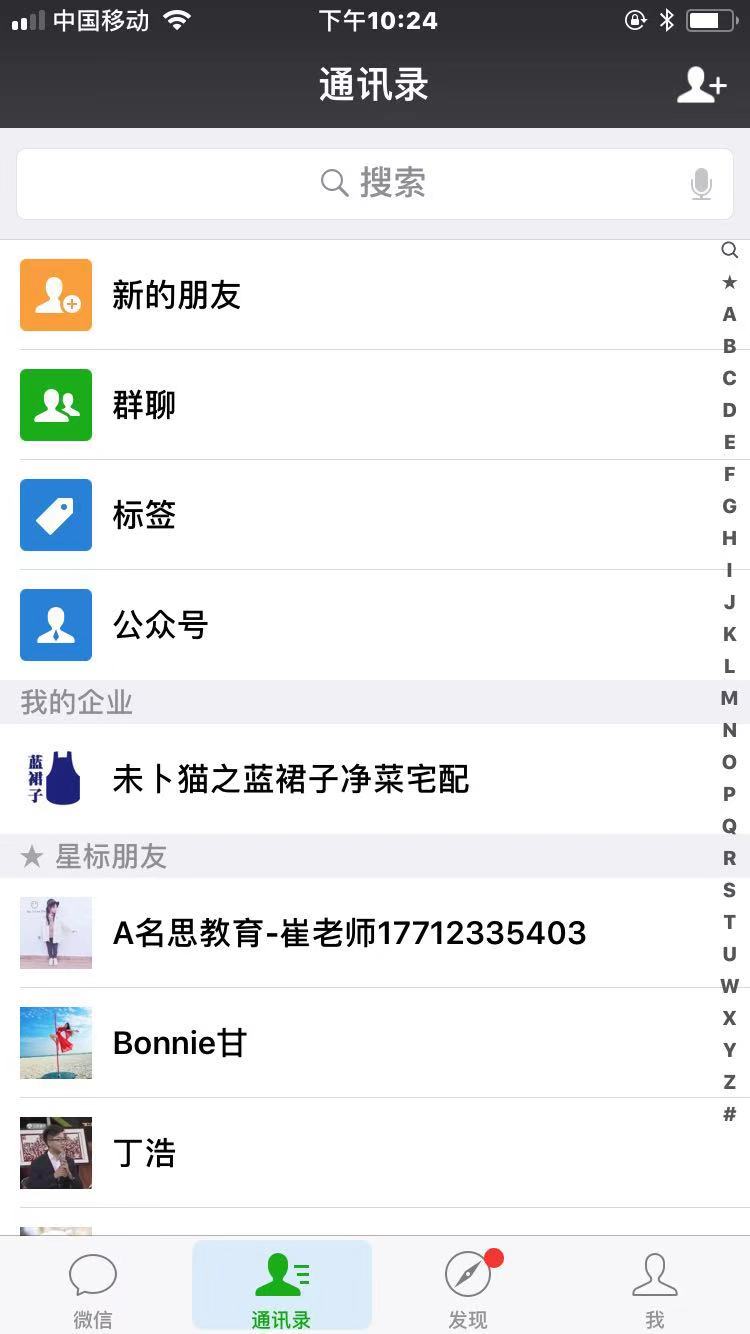 中国移动 下午10:24
通讯录
搜索
新的朋友
群聊
标签
公众号
我的企业
蓝裙子
未卜猫之蓝裙子净菜宅配
★ 星标朋友
A名思教育-崔老师17712335403
Bonnie甘
丁浩
★
A
B
C
D
E
F
G
H
I
J
K
L
M
N
O
P
Q
R
S
T
U
W
X
Y
Z
#
微信 通讯录 发现 我